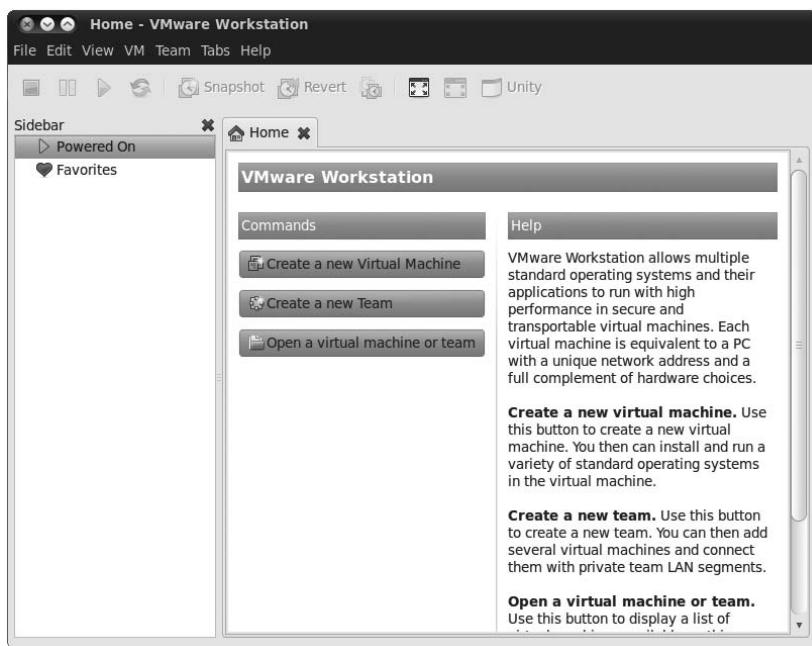 Home - VMware Workstation
File Edit View VM Team Tabs Help
Snapshot Revert Unity
Sidebar
Powered On
Favorites
Home
VMware Workstation
Commands
Create a new Virtual Machine
Create a new Team
Open a virtual machine or team
Help
VMware Workstation allows multiple
standard operating systems and their
applications to run with high
performance in secure and
transportable virtual machines. Each
virtual machine is equivalent to a PC
with a unique network address and a
full complement of hardware choices.
Create a new virtual machine. Use
this button to create a new virtual
machine. You then can install and run a
variety of standard operating systems
in the virtual machine.
Create a new team. Use this button
to create a new team. You can then add
several virtual machines and connect
them with private team LAN segments.
Open a virtual machine or team.
Use this button to display a list of